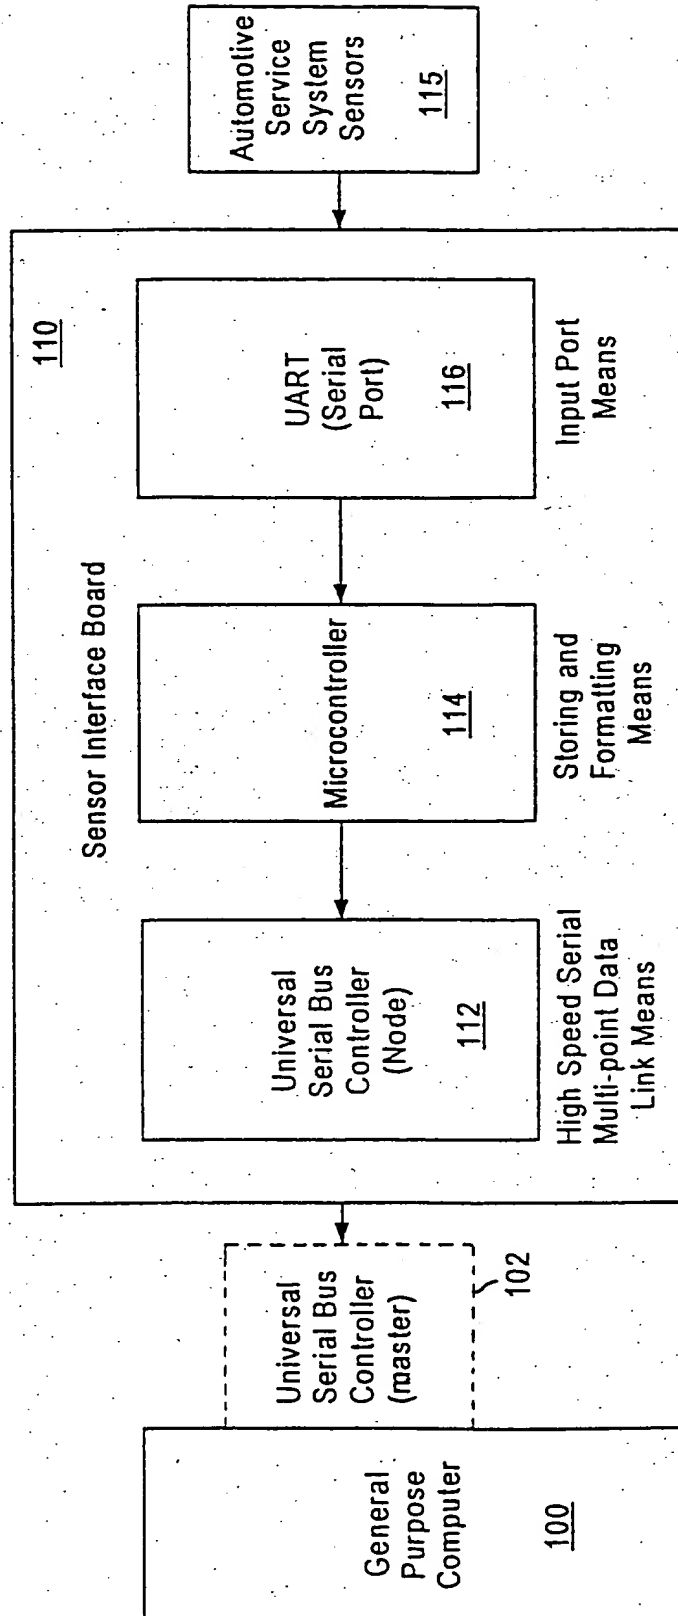 General
Purpose
Computer
100
Universal
Serial Bus
Controller
(master)
102
Sensor Interface Board
110
Universal
Serial Bus
Controller
(Node)
112
High Speed Serial
Multi-point Data
Link Means
Microcontroller
114
Storing and
Formatting
Means
UART
(Serial
Port)
116
Input Port
Means
Automotive
Service
System
Sensors
115